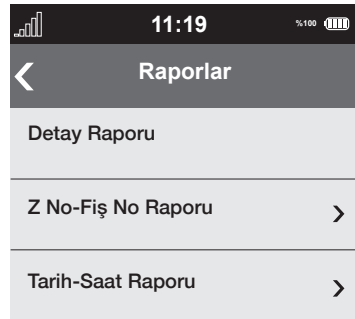 11:19
%100
Raporlar
Detay Raporu
Z No-Fiş No Raporu
Tarih-Saat Raporu